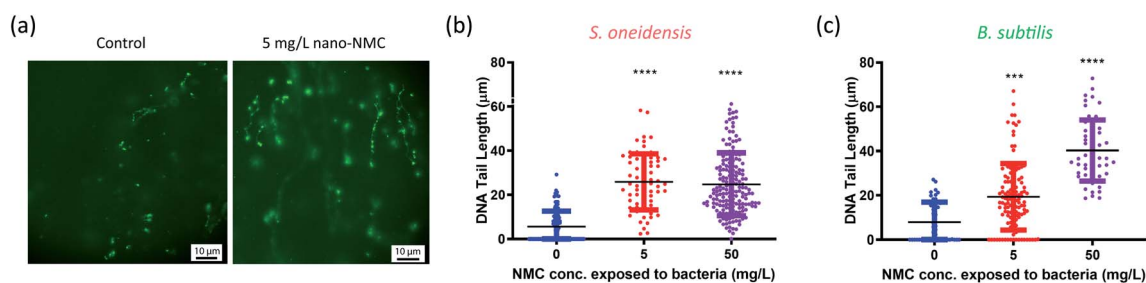 (a)
Control
5 mg/L nano-NMC
10 µm
10 µm
(b)
S. oneidensis
DNA Tail Length (µm)
80
60
40
20
0
****
****
0
5
50
NMC conc. exposed to bacteria (mg/L)
(c)
B. subtilis
DNA Tail Length (µm)
80
60
40
20
0
***
****
0
5
50
NMC conc. exposed to bacteria (mg/L)